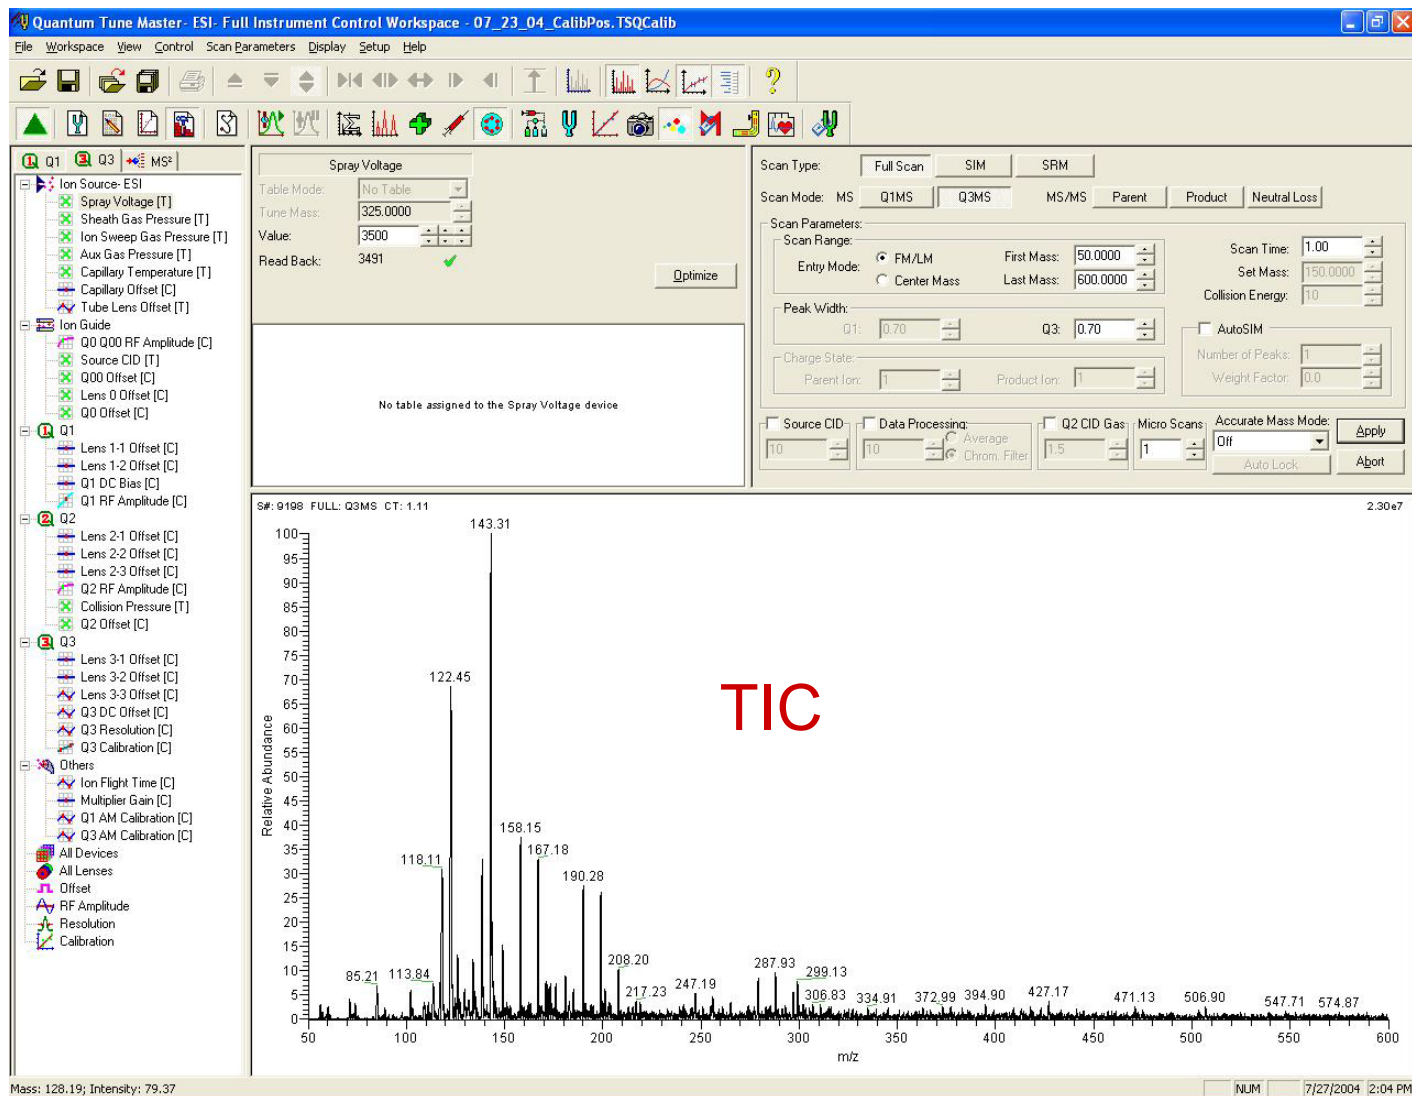 Quantum Tune Master- ESI- Full Instrument Control Workspace - 07_23_04_CalibPos.TSQCalib
File Workspace View Control Scan Parameters Display Setup Help
Q1 Q3 MS²
Ion Source- ESI
Spray Voltage [T]
Sheath Gas Pressure [T]
Ion Sweep Gas Pressure [T]
Aux Gas Pressure [T]
Capillary Temperature [T]
Capillary Offset [C]
Tube Lens Offset [T]
Ion Guide
Q0 Q00 RF Amplitude [C]
Source CID [T]
Q00 Offset [C]
Lens 0 Offset [C]
Q0 Offset [C]
Q1
Lens 1-1 Offset [C]
Lens 1-2 Offset [C]
Q1 DC Bias [C]
Q1 RF Amplitude [C]
Q2
Lens 2-1 Offset [C]
Lens 2-2 Offset [C]
Lens 2-3 Offset [C]
Q2 RF Amplitude [C]
Collision Pressure [T]
Q2 Offset [C]
Q3
Lens 3-1 Offset [C]
Lens 3-2 Offset [C]
Lens 3-3 Offset [C]
Q3 DC Offset [C]
Q3 Resolution [C]
Q3 Calibration [C]
Others
Ion Flight Time [C]
Multiplier Gain [C]
Q1 AM Calibration [C]
Q3 AM Calibration [C]
All Devices
All Lenses
Offset
RF Amplitude
Resolution
Calibration
Spray Voltage
Table Mode: No Table
Tune Mass: 325.0000
Value: 3500
Read Back: 3491
Optimize
No table assigned to the Spray Voltage device
Scan Type: Full Scan SIM SRM
Scan Mode: MS Q1MS Q3MS MS/MS Parent Product Neutral Loss
Scan Parameters:
Scan Range:
Entry Mode: FM/LM Center Mass
First Mass: 50.0000
Last Mass: 600.0000
Scan Time: 1.00
Set Mass: 150.0000
Collision Energy: 10
Peak Width:
Q1: 0.70 Q3: 0.70
AutoSIM
Number of Peaks: 1
Weight Factor: 0.0
Charge State:
Parent Ion: 1 Product Ion: 1
Source CID
10
Data Processing:
10 Average
Chrom. Filter
Q2 CID Gas
1.5
Micro Scans
1
Accurate Mass Mode:
Off
Auto Lock
Apply
Abort
S#: 9198 FULL: Q3MS CT: 1.11 2.30e7
TIC
Relative Abundance
100
95
90
85
80
75
70
65
60
55
50
45
40
35
30
25
20
15
10
5
0
143.31
122.45
158.15
167.18
118.11
190.28
208.20
85.21
113.84
217.23
247.19
287.93
299.13
306.83
334.91
372.99
394.90
427.17
471.13
506.90
547.71
574.87
50 100 150 200 250 300 350 400 450 500 550 600
m/z
Mass: 128.19; Intensity: 79.37 NUM 7/27/2004 2:04 PM